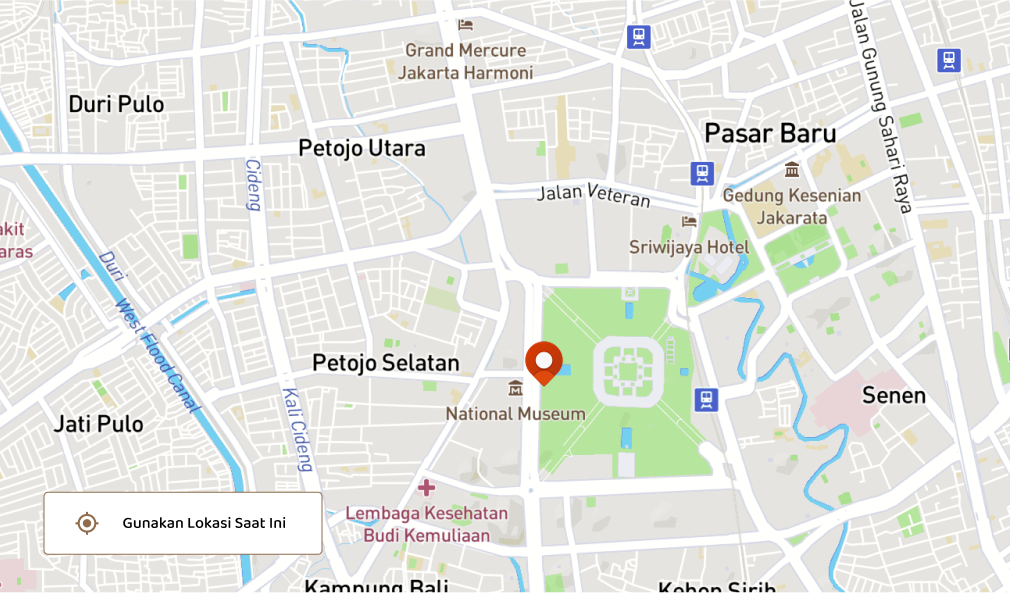 Grand Mercure
Jakarta Harmoni
Jalan Gunung Sahari Raya
Duri Pulo
Petojo Utara
Pasar Baru
Cideng
Jalan Veteran
Gedung Kesenian
Jakarata
akit
aras
Sriwijaya Hotel
Duri
West Flood Canal
Petojo Selatan
National Museum
Senen
Jati Pulo
Kali Cideng
Lembaga Kesehatan
Budi Kemuliaan
Gunakan Lokasi Saat Ini
Kampung Bali
Kebon Sirih